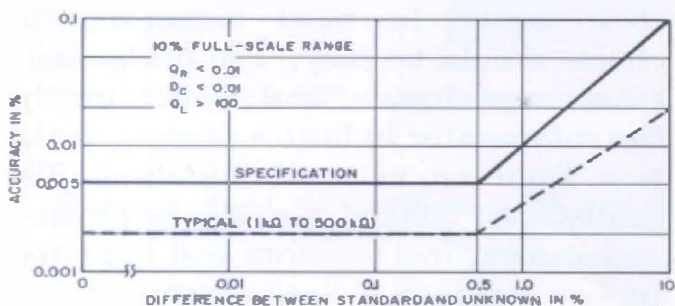 0.1
10% FULL-SCALE RANGE
QR < 0.01
DC < 0.01
QL > 100
ACCURACY IN %
0.01
0.005
SPECIFICATION
TYPICAL (1kΩ TO 500kΩ)
0.001
0
0.01
0.1
0.5
1.0
10
DIFFERENCE BETWEEN STANDARD AND UNKNOWN IN %